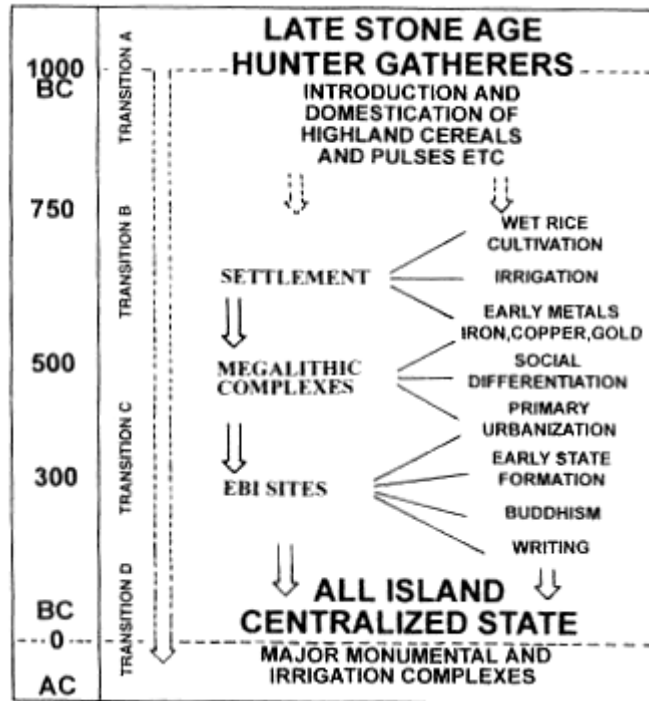 LATE STONE AGE
HUNTER GATHERERS
1000
BC
TRANSITION A
INTRODUCTION AND
DOMESTICATION OF
HIGHLAND CEREALS
AND PULSES ETC
750
TRANSITION B
WET RICE
CULTIVATION
SETTLEMENT
IRRIGATION
EARLY METALS
IRON,COPPER,GOLD
500
MEGALITHIC
COMPLEXES
SOCIAL
DIFFERENTIATION
PRIMARY
URBANIZATION
TRANSITION C
300
EBI SITES
EARLY STATE
FORMATION
BUDDHISM
WRITING
TRANSITION D
ALL ISLAND
CENTRALIZED STATE
BC
0
AC
MAJOR MONUMENTAL AND
IRRIGATION COMPLEXES